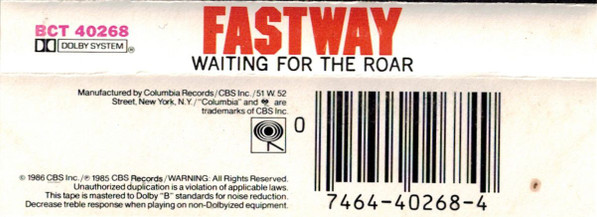 BCT 40268
DOLBY SYSTEM®
FASTWAY
WAITING FOR THE ROAR
Manufactured by Columbia Records/CBS Inc./51 W. 52
Street, New York, N.Y./"Columbia" and are
trademarks of CBS Inc.
0
7464-40268-4
© 1986 CBS Inc./℗ 1985 CBS Records/WARNING: All Rights Reserved.
Unauthorized duplication is a violation of applicable laws.
This tape is mastered to Dolby "B" standards for noise reduction.
Decrease treble response when playing on non-Dolbyized equipment.